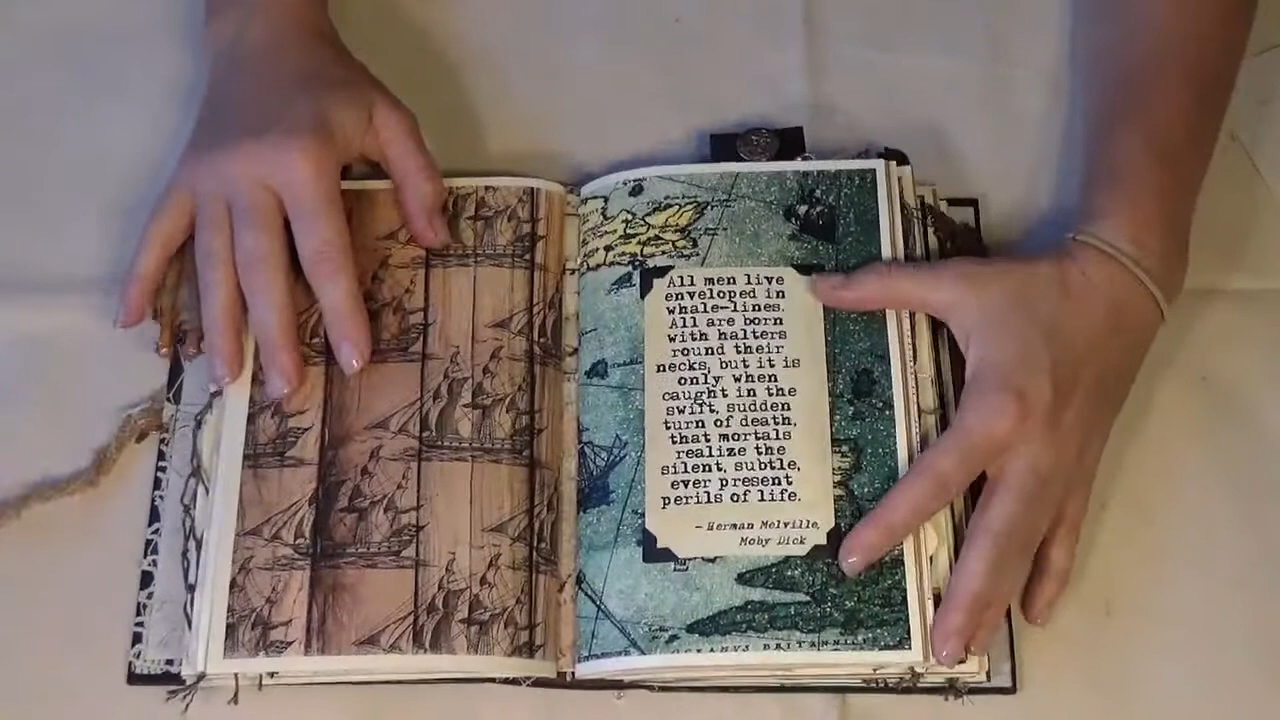 All men live
enveloped in
whale-lines.
All are born
with halters
round their
necks, but it is
only when
caught in the
swift, sudden
turn of death,
that mortals
realize the
silent, subtle,
ever present
perils of life.
-Herman Melville,
Moby Dick
OCEANVS BRITANNICVS